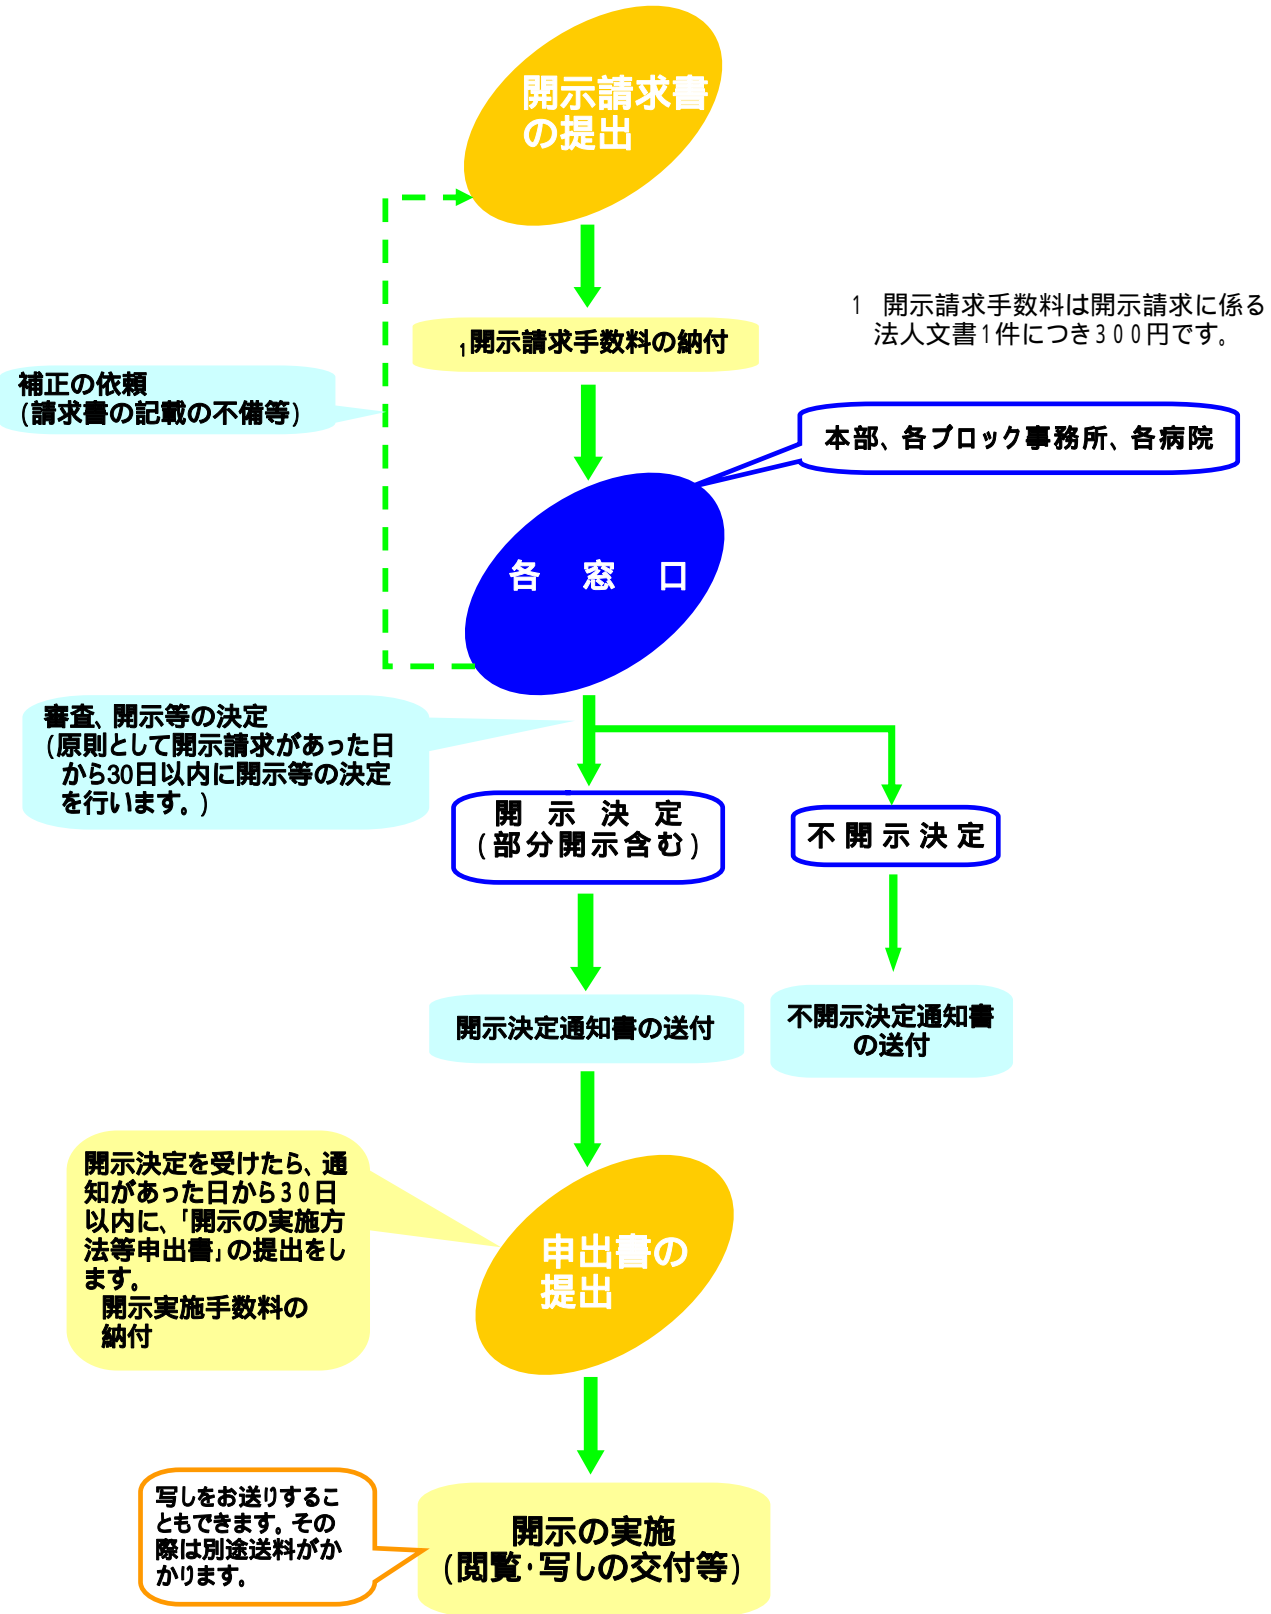 開示請求書
の提出
1 開示請求手数料は開示請求に係る
法人文書1件につき300円です。
1開示請求手数料の納付
補正の依頼
(請求書の記載の不備等)
本部、各ブロック事務所、各病院
各 窓 口
審査、開示等の決定
(原則として開示請求があった日
から30日以内に開示等の決定
を行います。)
開 示 決 定
(部分開示含む)
不開示決定
開示決定通知書の送付
不開示決定通知書
の送付
開示決定を受けたら、通
知があった日から30日
以内に、「開示の実施方
法等申出書」の提出をし
ます。
開示実施手数料の
納付
申出書の
提出
写しをお送りするこ
ともできます。その
際は別途送料がか
かります。
開示の実施
(閲覧・写しの交付等)